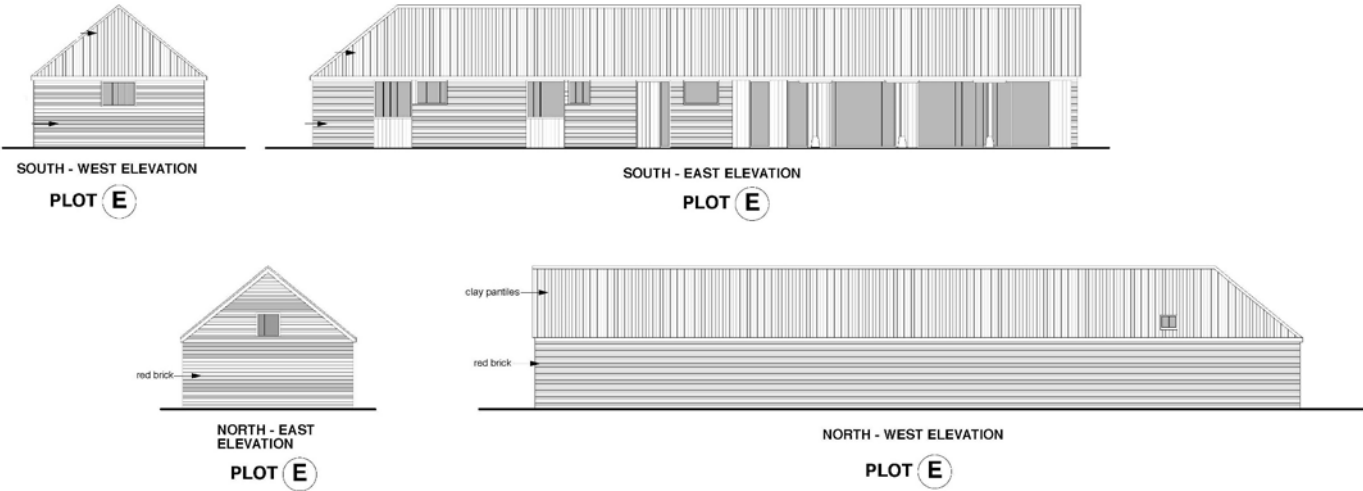 SOUTH - WEST ELEVATION
PLOT E
SOUTH - EAST ELEVATION
PLOT E
clay pantiles
red brick
red brick
NORTH - EAST
ELEVATION
PLOT E
NORTH - WEST ELEVATION
PLOT E